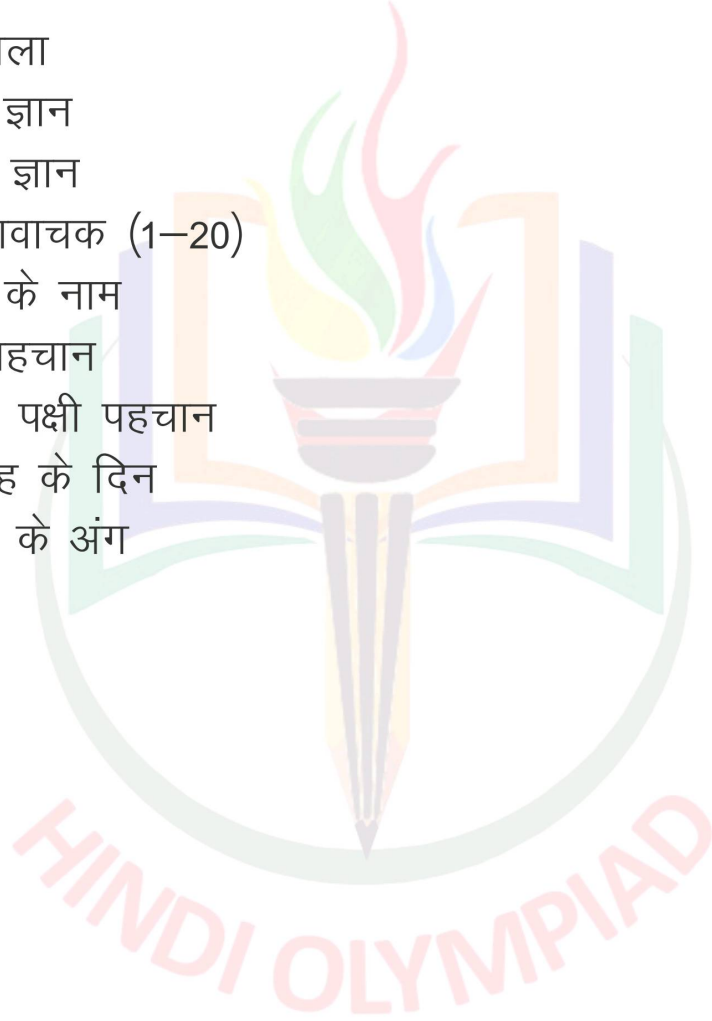 ला
ज्ञान
ज्ञान
वाचक (1–20)
के नाम
हचान
पक्षी पहचान
ह के दिन
के अंग
HINDI OLYMPIAD